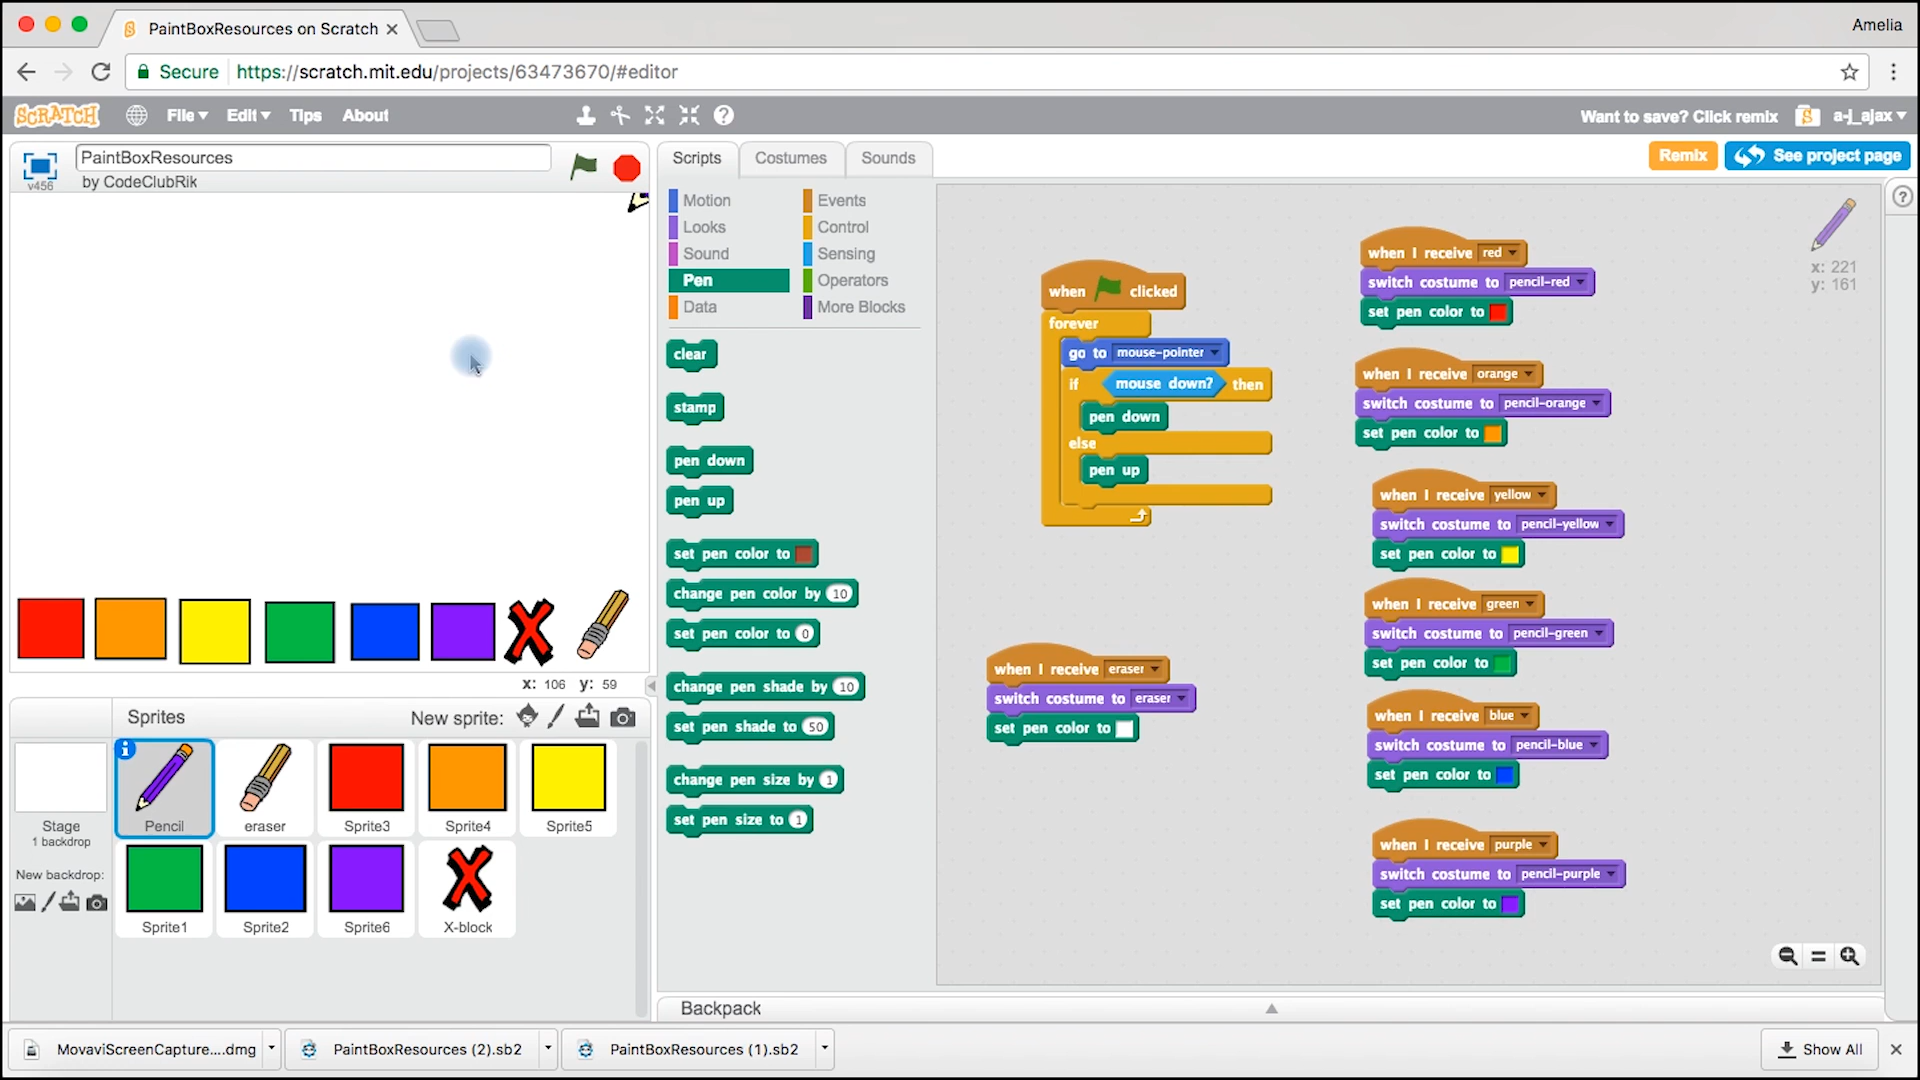 PaintBoxResources on Scratch
Amelia
Secure
https://scratch.mit.edu/projects/63473670/#editor
SCRATCH
File
Edit
Tips
About
Want to save? Click remix
a-j_ajax
v456
PaintBoxResources
by CodeClubRik
Scripts
Costumes
Sounds
Remix
See project page
Motion
Events
Looks
Control
Sound
Sensing
Pen
Operators
Data
More Blocks
clear
stamp
pen down
pen up
set pen color to
change pen color by 10
set pen color to 0
change pen shade by 10
set pen shade to 50
change pen size by 1
set pen size to 1
when clicked
forever
go to mouse-pointer
if mouse down? then
pen down
else
pen up
when I receive eraser
switch costume to eraser
set pen color to
when I receive red
switch costume to pencil-red
set pen color to
when I receive orange
switch costume to pencil-orange
set pen color to
when I receive yellow
switch costume to pencil-yellow
set pen color to
when I receive green
switch costume to pencil-green
set pen color to
when I receive blue
switch costume to pencil-blue
set pen color to
when I receive purple
switch costume to pencil-purple
set pen color to
x: 221
y: 161
x: 106 y: 59
Sprites
New sprite:
Stage
1 backdrop
New backdrop:
Pencil
eraser
Sprite3
Sprite4
Sprite5
Sprite1
Sprite2
Sprite6
X-block
Backpack
MovaviScreenCapture....dmg
PaintBoxResources (2).sb2
PaintBoxResources (1).sb2
Show All